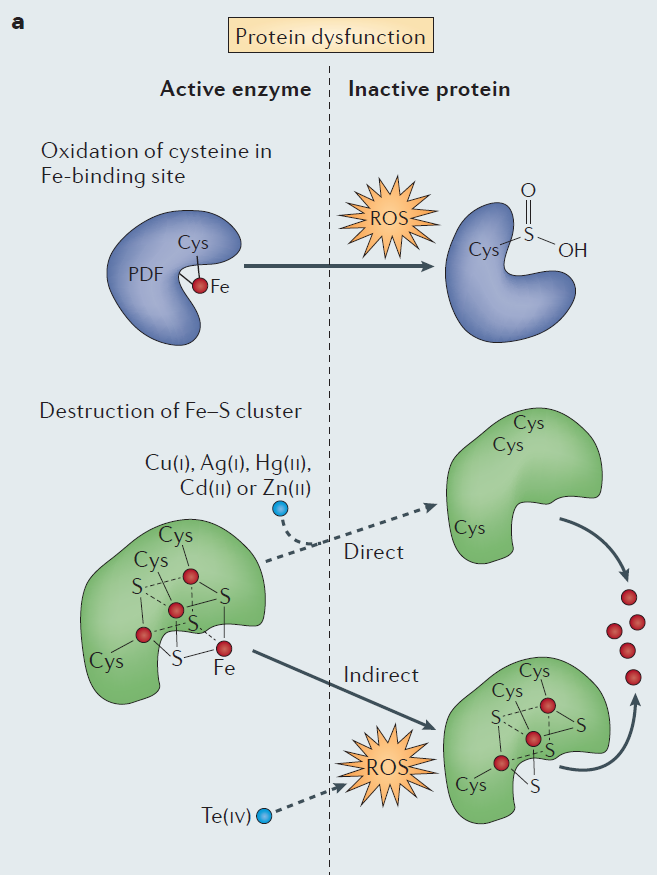 a
Protein dysfunction
Active enzyme
Inactive protein
Oxidation of cysteine in
Fe-binding site
ROS
Cys
PDF
Fe
O
S
OH
Cys
Destruction of Fe–S cluster
Cu(I), Ag(I), Hg(II),
Cd(II) or Zn(II)
Cys
Cys
Cys
Direct
Cys
Cys
S
S
S
S
Cys
Fe
Indirect
Cys
Cys
S
S
S
S
Cys
ROS
Te(IV)